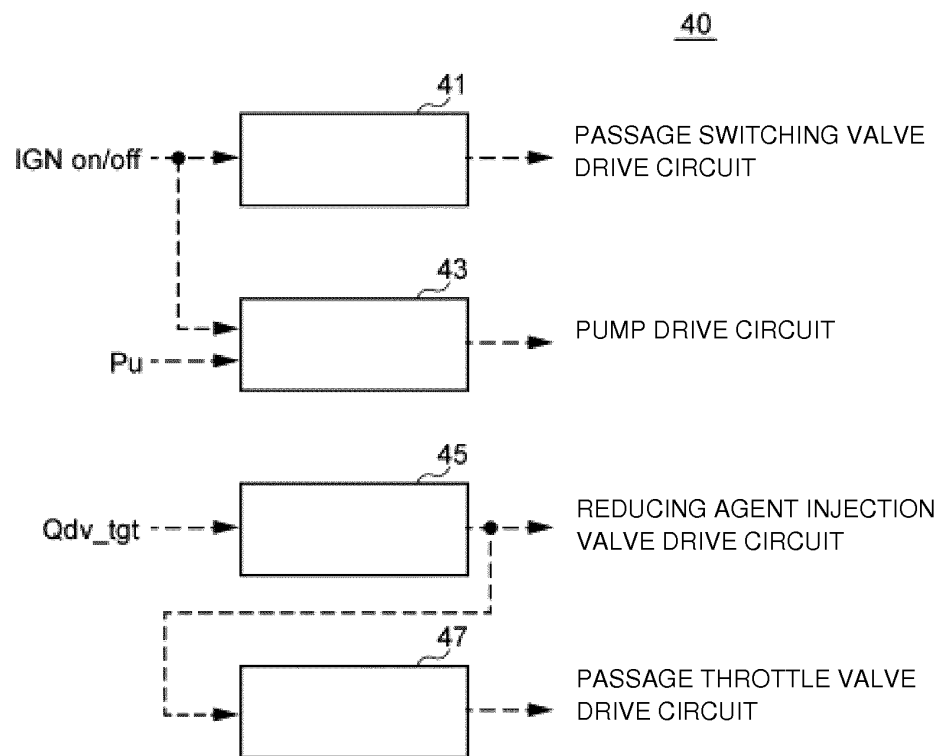 40
41
IGN on/off
PASSAGE SWITCHING VALVE
DRIVE CIRCUIT
43
PUMP DRIVE CIRCUIT
Pu
45
Qdv_tgt
REDUCING AGENT INJECTION
VALVE DRIVE CIRCUIT
47
PASSAGE THROTTLE VALVE
DRIVE CIRCUIT